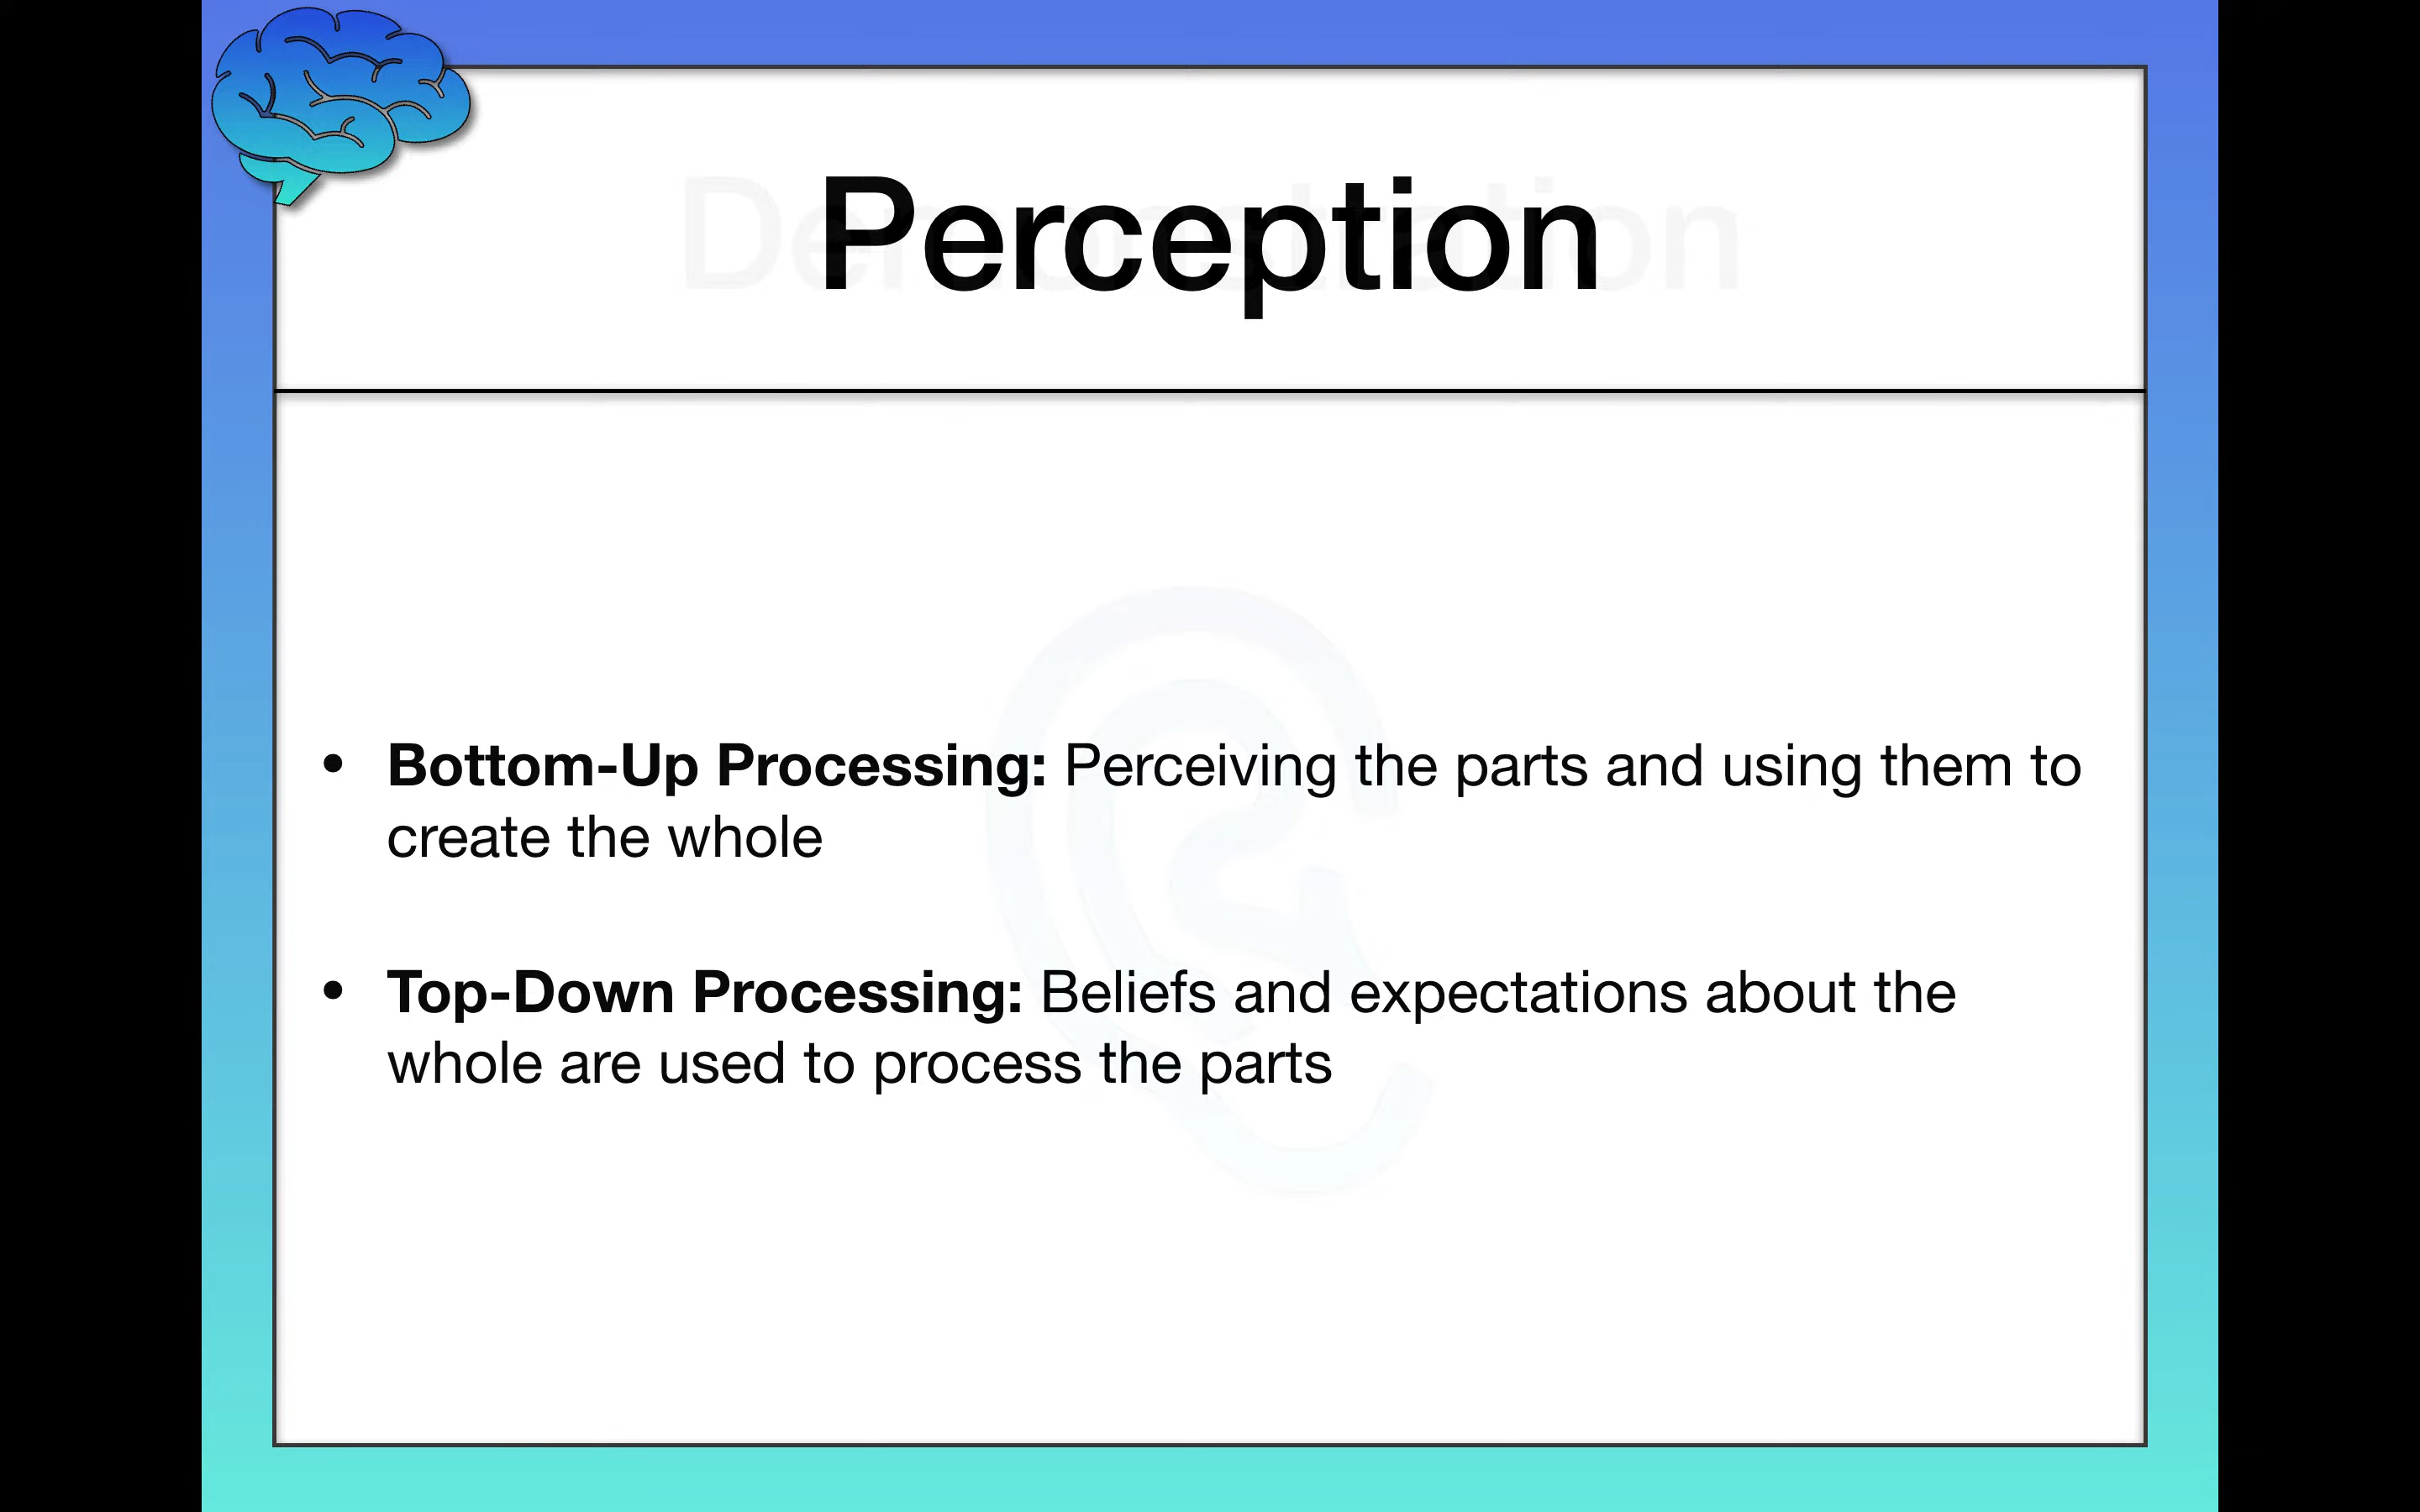 Demonstration
Perception
• Bottom-Up Processing: Perceiving the parts and using them to
create the whole
• Top-Down Processing: Beliefs and expectations about the
whole are used to process the parts